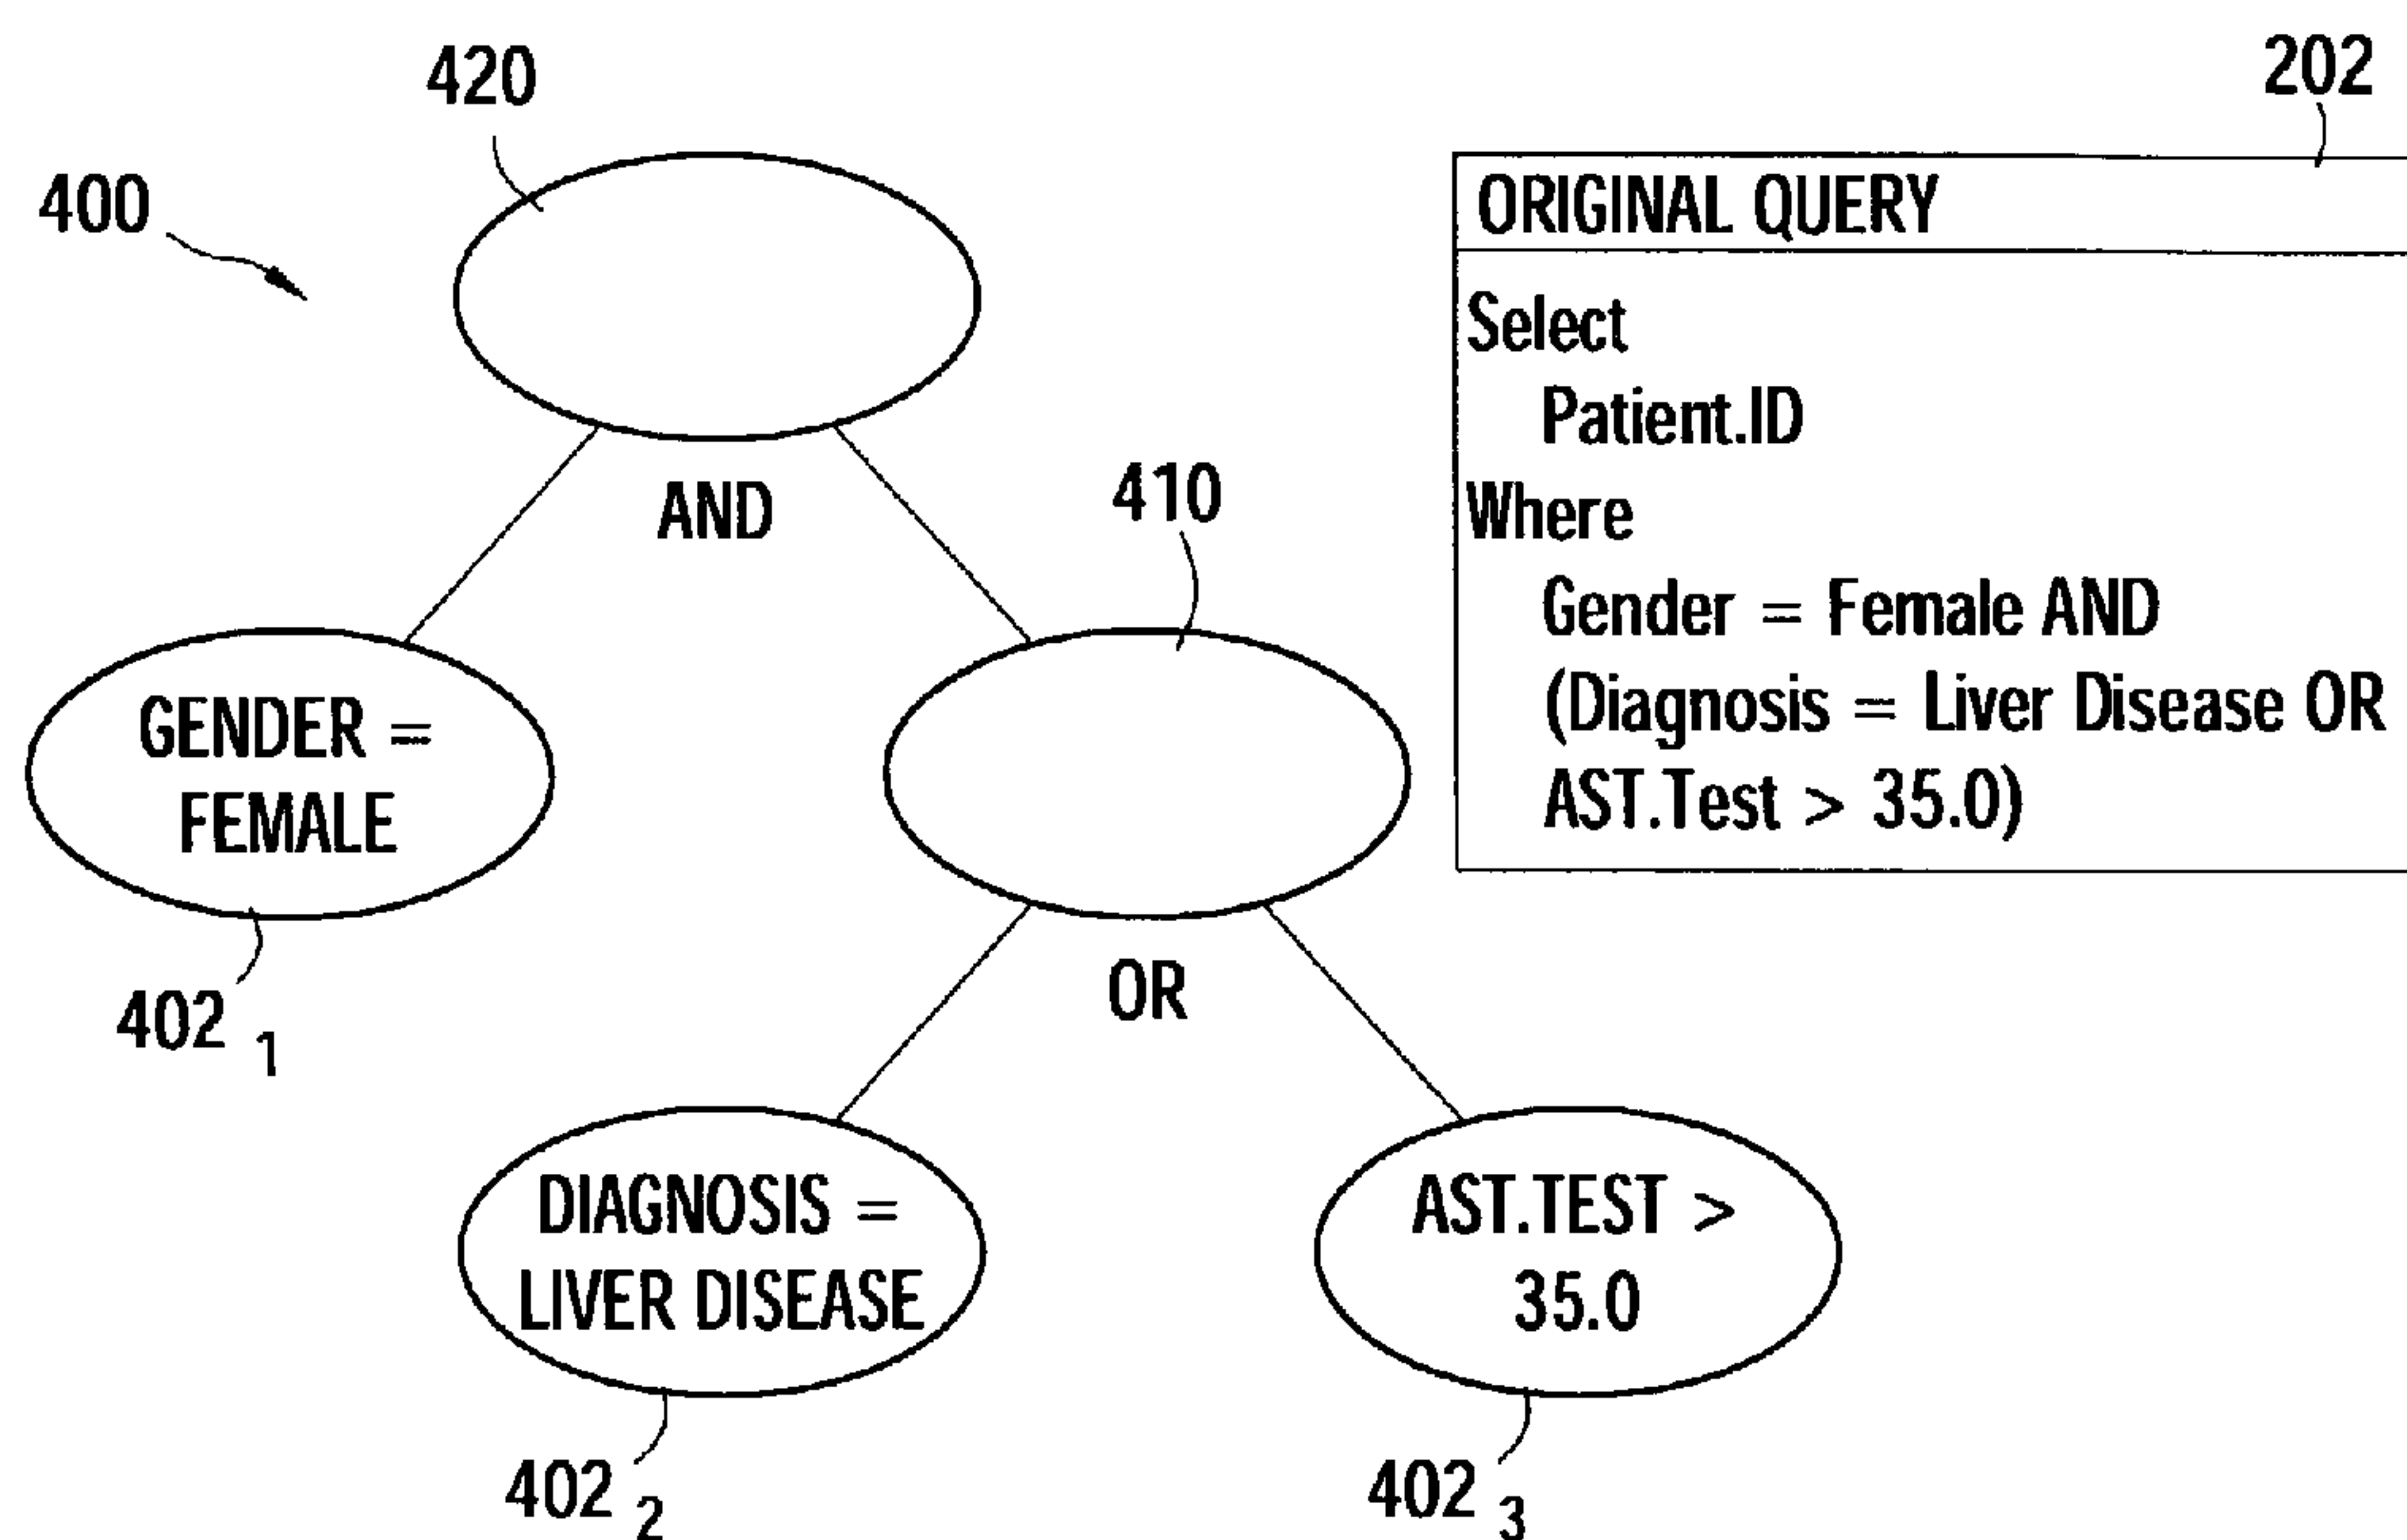 420
400
AND
410
GENDER =
FEMALE
402 1
OR
DIAGNOSIS =
LIVER DISEASE
402 2
AST.TEST >
35.0
402 3
202
ORIGINAL QUERY
Select
Patient.ID
Where
Gender = Female AND
(Diagnosis = Liver Disease OR
AST.Test > 35.0)